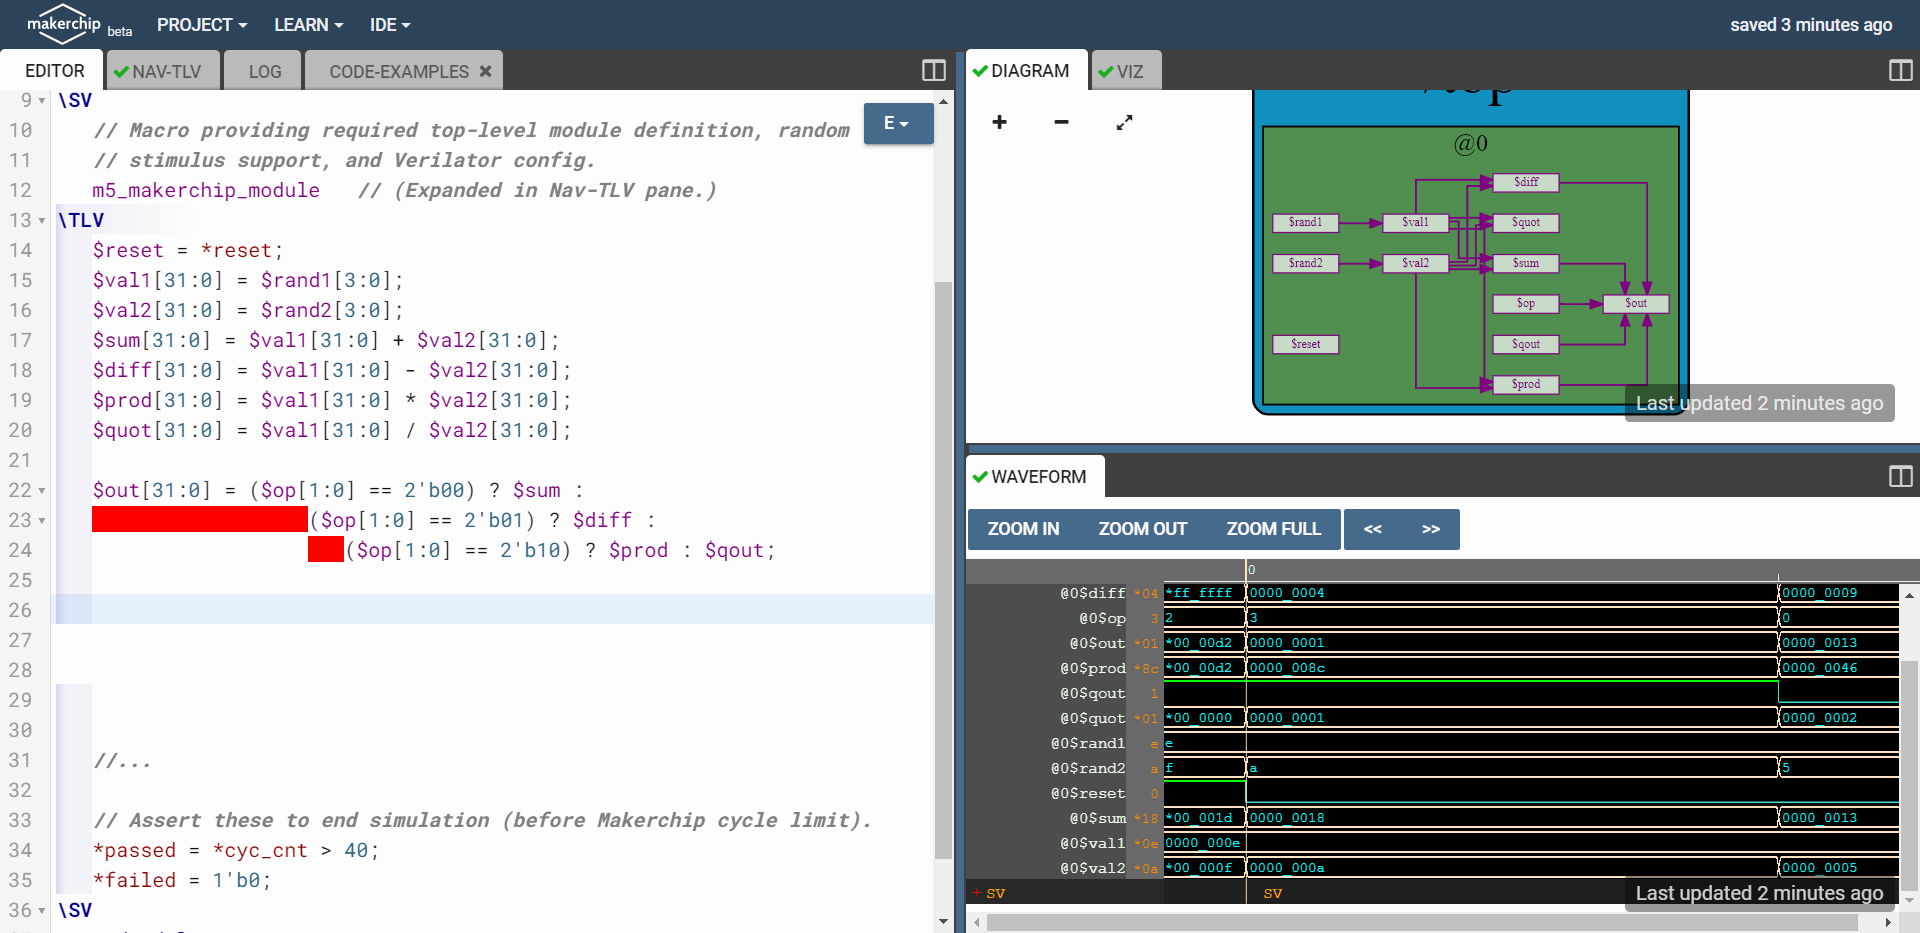 makerchip beta PROJECT LEARN IDE saved 3 minutes ago
EDITOR NAV-TLV LOG CODE-EXAMPLES
9 \SV
E
10 // Macro providing required top-level module definition, random
11 // stimulus support, and Verilator config.
12 m5_makerchip_module // (Expanded in Nav-TLV pane.)
13 \TLV
14 $reset = *reset;
15 $val1[31:0] = $rand1[3:0];
16 $val2[31:0] = $rand2[3:0];
17 $sum[31:0] = $val1[31:0] + $val2[31:0];
18 $diff[31:0] = $val1[31:0] - $val2[31:0];
19 $prod[31:0] = $val1[31:0] * $val2[31:0];
20 $quot[31:0] = $val1[31:0] / $val2[31:0];
21
22 $out[31:0] = ($op[1:0] == 2'b00) ? $sum :
23 ($op[1:0] == 2'b01) ? $diff :
24 ($op[1:0] == 2'b10) ? $prod : $qout;
25
26
27
28
29
30
31 //...
32
33 // Assert these to end simulation (before Makerchip cycle limit).
34 *passed = *cyc_cnt > 40;
35 *failed = 1'b0;
36 \SV
DIAGRAM VIZ
@0
$diff
$rand1 $val1 $quot
$rand2 $val2 $sum
$op $out
$reset $qout
$prod
Last updated 2 minutes ago
WAVEFORM
ZOOM IN ZOOM OUT ZOOM FULL << >>
0
@0$diff *04 *ff_ffff 0000_0004 0000_0009
@0$op 3 2 3 0
@0$out *01 *00_00d2 0000_0001 0000_0013
@0$prod *8c *00_00d2 0000_008c 0000_0046
@0$qout 1
@0$quot *01 *00_0000 0000_0001 0000_0002
@0$rand1 e e
@0$rand2 a f a 5
@0$reset 0
@0$sum *18 *00_001d 0000_0018 0000_0013
@0$val1 *0e 0000_000e
@0$val2 *0a *00_000f 0000_000a 0000_0005
+ SV SV
Last updated 2 minutes ago